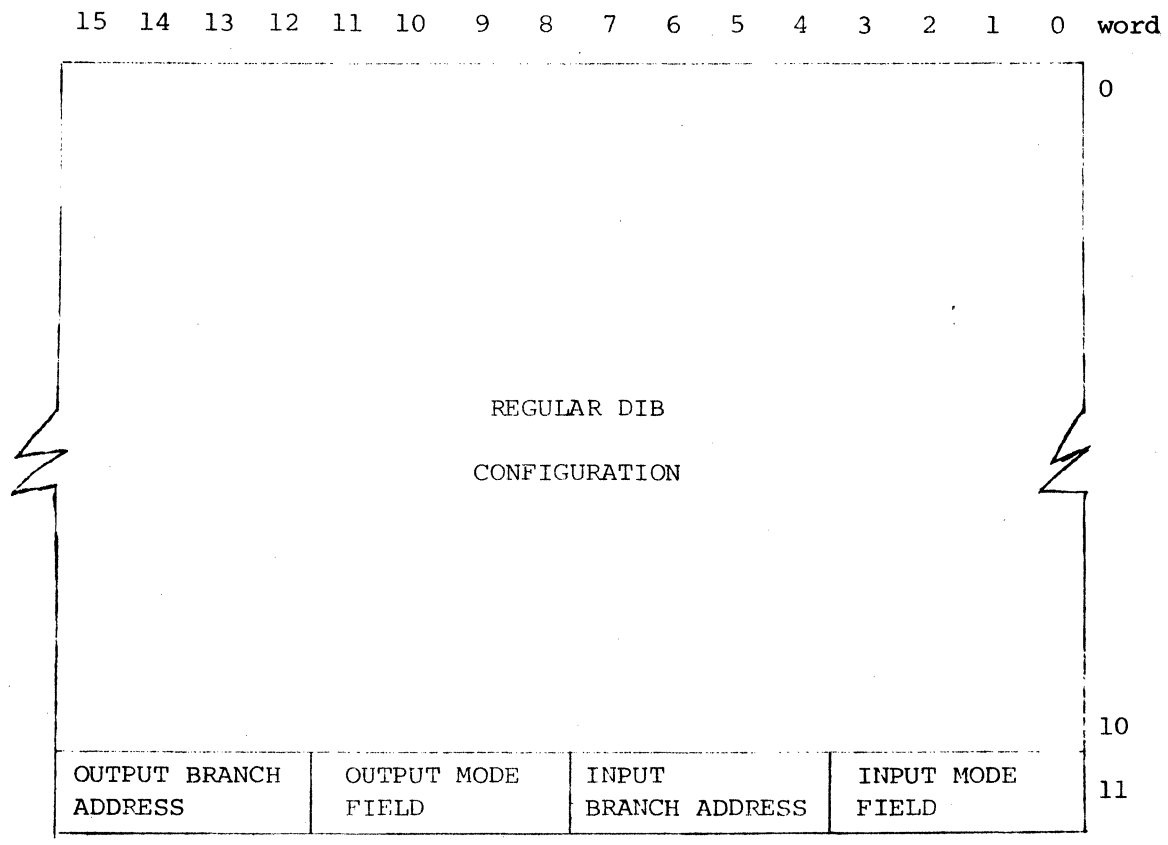 15 14 13 12 11 10 9 8 7 6 5 4 3 2 1 0 word
0
REGULAR DIB
CONFIGURATION
10
OUTPUT BRANCH OUTPUT MODE INPUT INPUT MODE
11
ADDRESS FIELD BRANCH ADDRESS FIELD